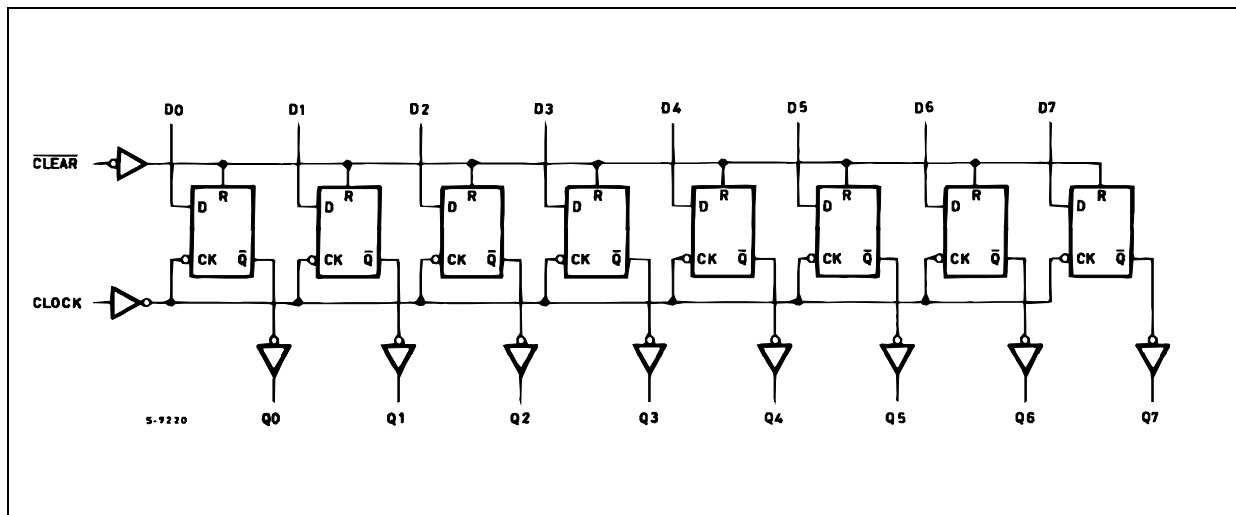 D0 D1 D2 D3 D4 D5 D6 D7
CLEAR
R R R R R R R R
D D D D D D D D
CK Q̅ CK Q̅ CK Q̅ CK Q̅ CK Q̅ CK Q̅ CK Q̅ CK Q̅
CLOCK
S-9220 Q0 Q1 Q2 Q3 Q4 Q5 Q6 Q7